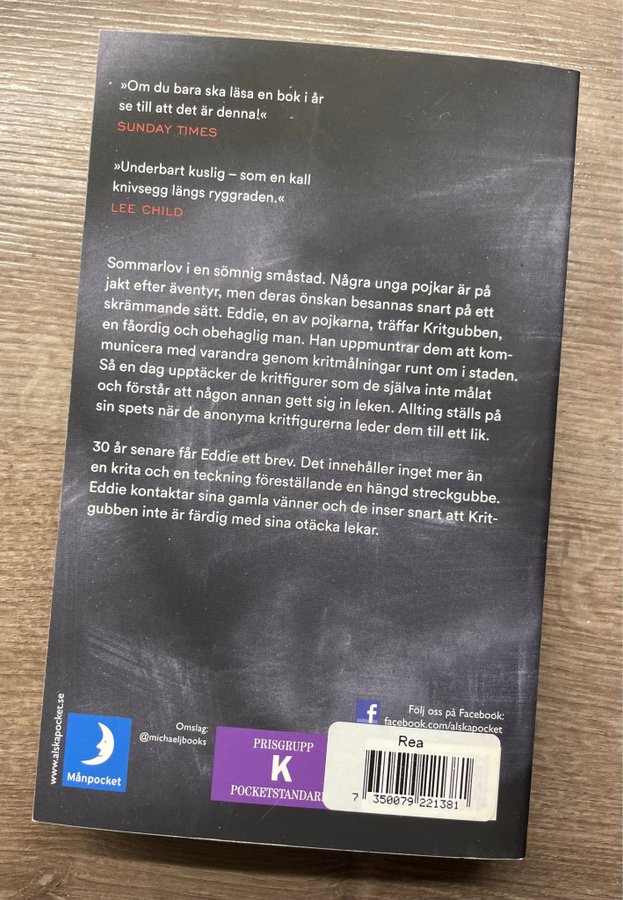 »Om du bara ska läsa en bok i år
se till att det är denna!«
SUNDAY TIMES
»Underbart kuslig – som en kall
knivsegg längs ryggraden.«
LEE CHILD
Sommarlov i en sömnig småstad. Några unga pojkar är på
jakt efter äventyr, men deras önskan besannas snart på ett
skrämmande sätt. Eddie, en av pojkarna, träffar Kritgubben,
en fåordig och obehaglig man. Han uppmuntrar dem att kom-
municera med varandra genom kritmålningar runt om i staden.
Så en dag upptäcker de kritfigurer som de själva inte målat
och förstår att någon annan gett sig in leken. Allting ställs på
sin spets när de anonyma kritfigurerna leder dem till ett lik.
30 år senare får Eddie ett brev. Det innehåller inget mer än
en krita och en teckning föreställande en hängd streckgubbe.
Eddie kontaktar sina gamla vänner och de inser snart att Krit-
gubben inte är färdig med sina otäcka lekar.
www.alskapocket.se
Månpocket
Omslag:
@michaeljbooks
PRISGRUPP
K
POCKETSTANDARD
f
Följ oss på Facebook:
facebook.com/alskapocket
Rea
7 350079 221381